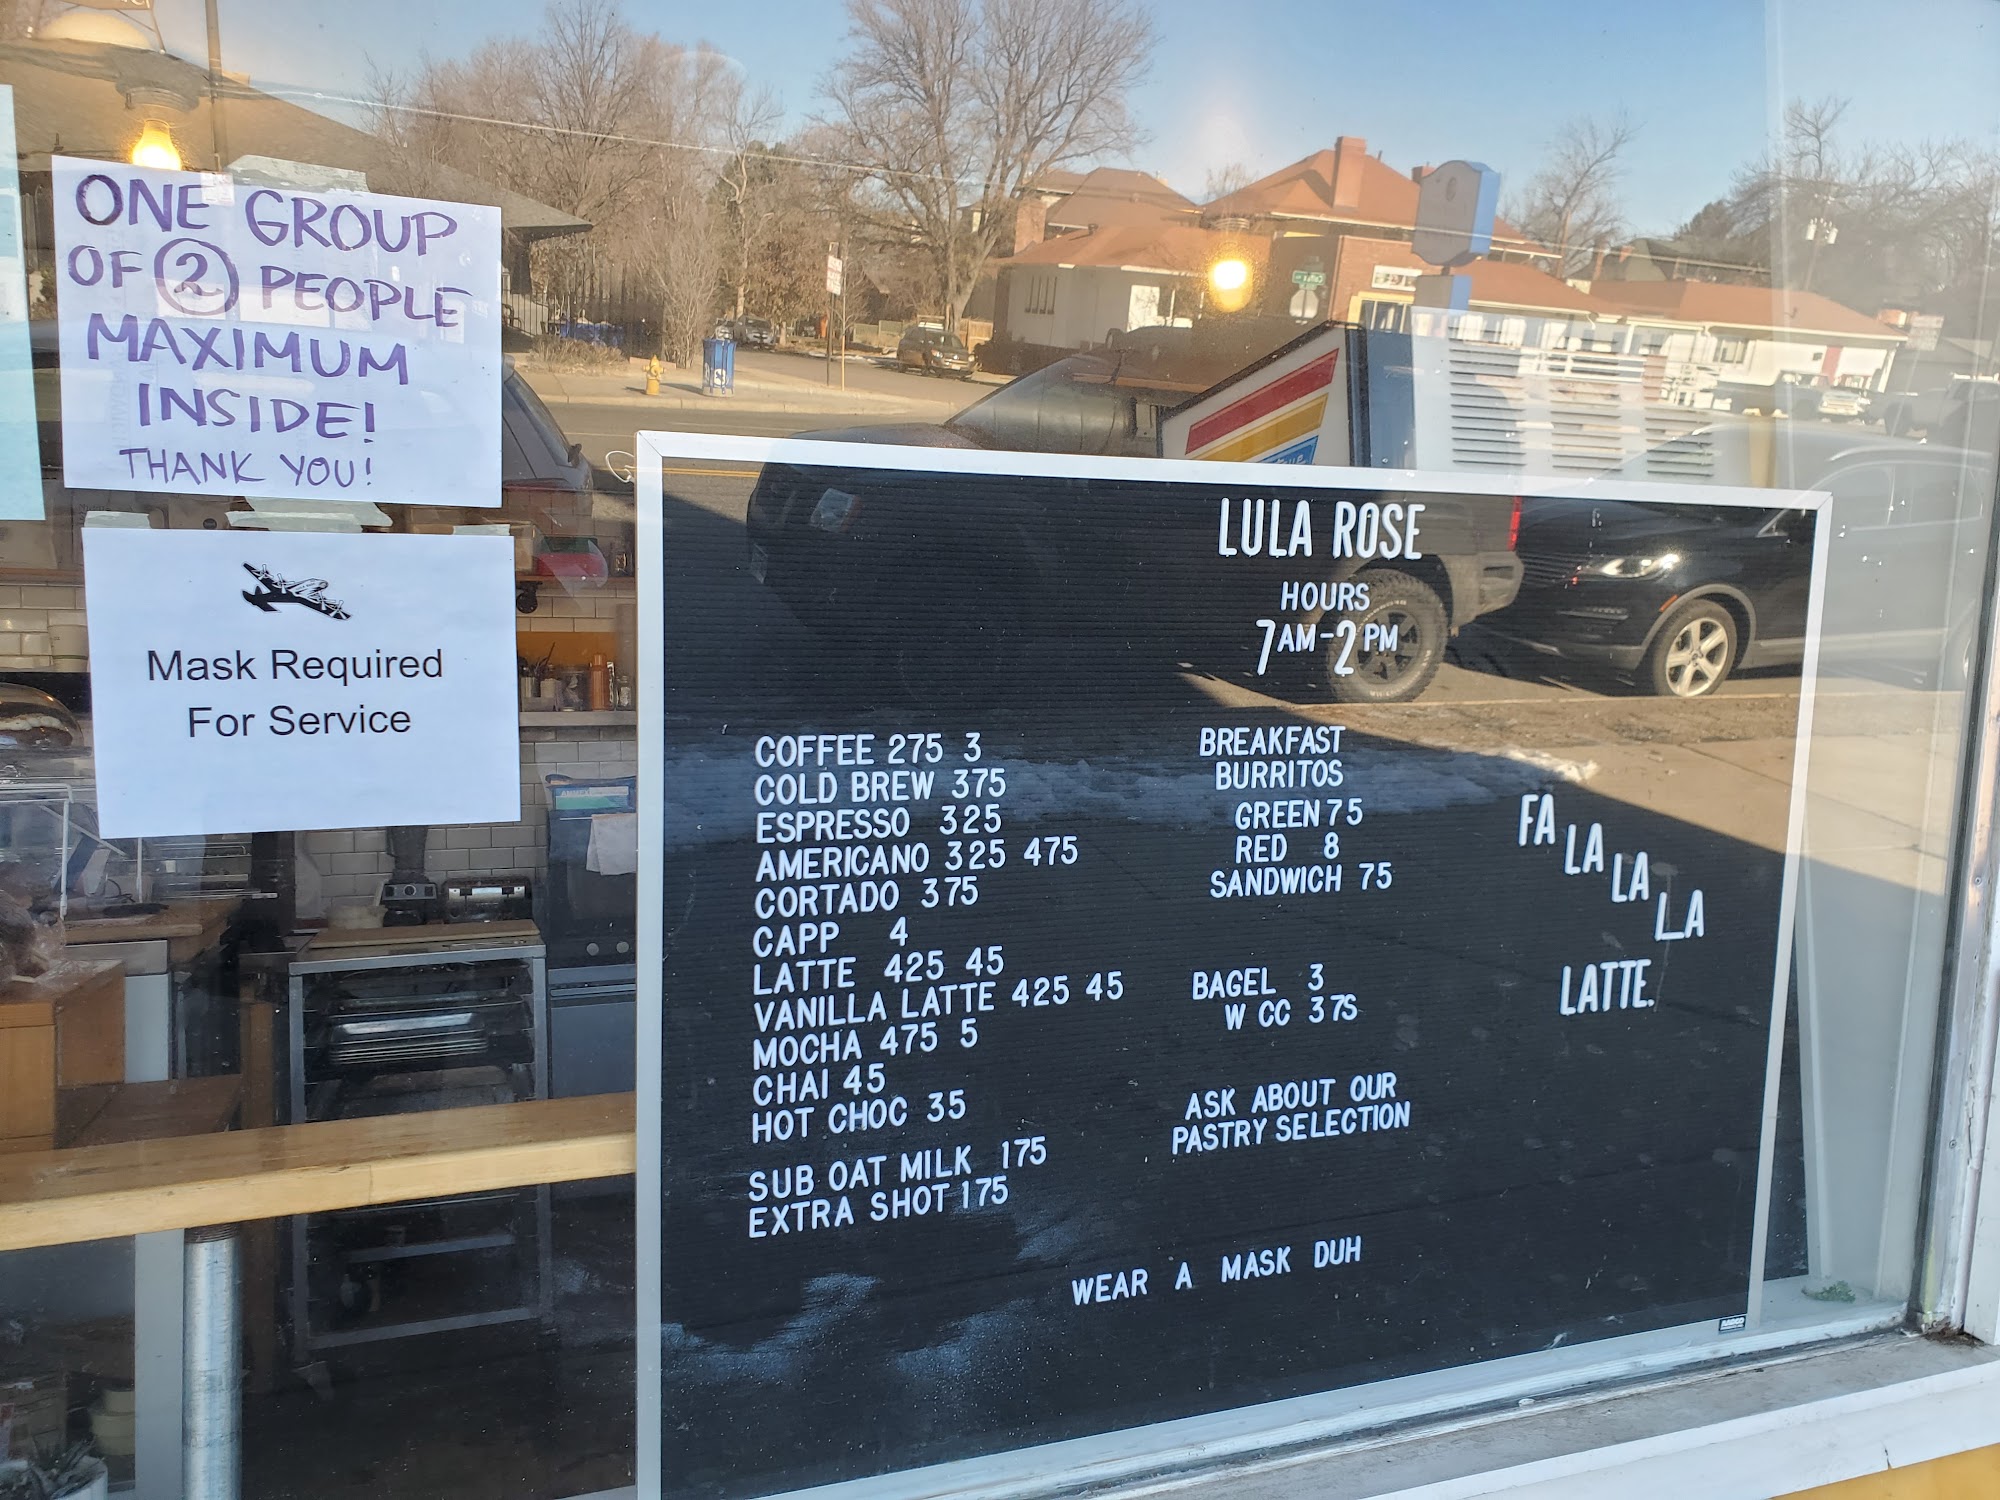 ONE GROUP
OF 2 PEOPLE
MAXIMUM
INSIDE!
THANK YOU!
Mask Required
For Service
LULA ROSE
HOURS
7AM-2PM
COFFEE 275 3
COLD BREW 375
ESPRESSO 325
AMERICANO 325 475
CORTADO 375
CAPP 4
LATTE 425 45
VANILLA LATTE 425 45
MOCHA 475 5
CHAI 45
HOT CHOC 35
SUB OAT MILK 175
EXTRA SHOT 175
BREAKFAST
BURRITOS
GREEN 75
RED 8
SANDWICH 75
BAGEL 3
W CC 37S
ASK ABOUT OUR
PASTRY SELECTION
FA
LA
LA
LA
LATTE.
WEAR A MASK DUH